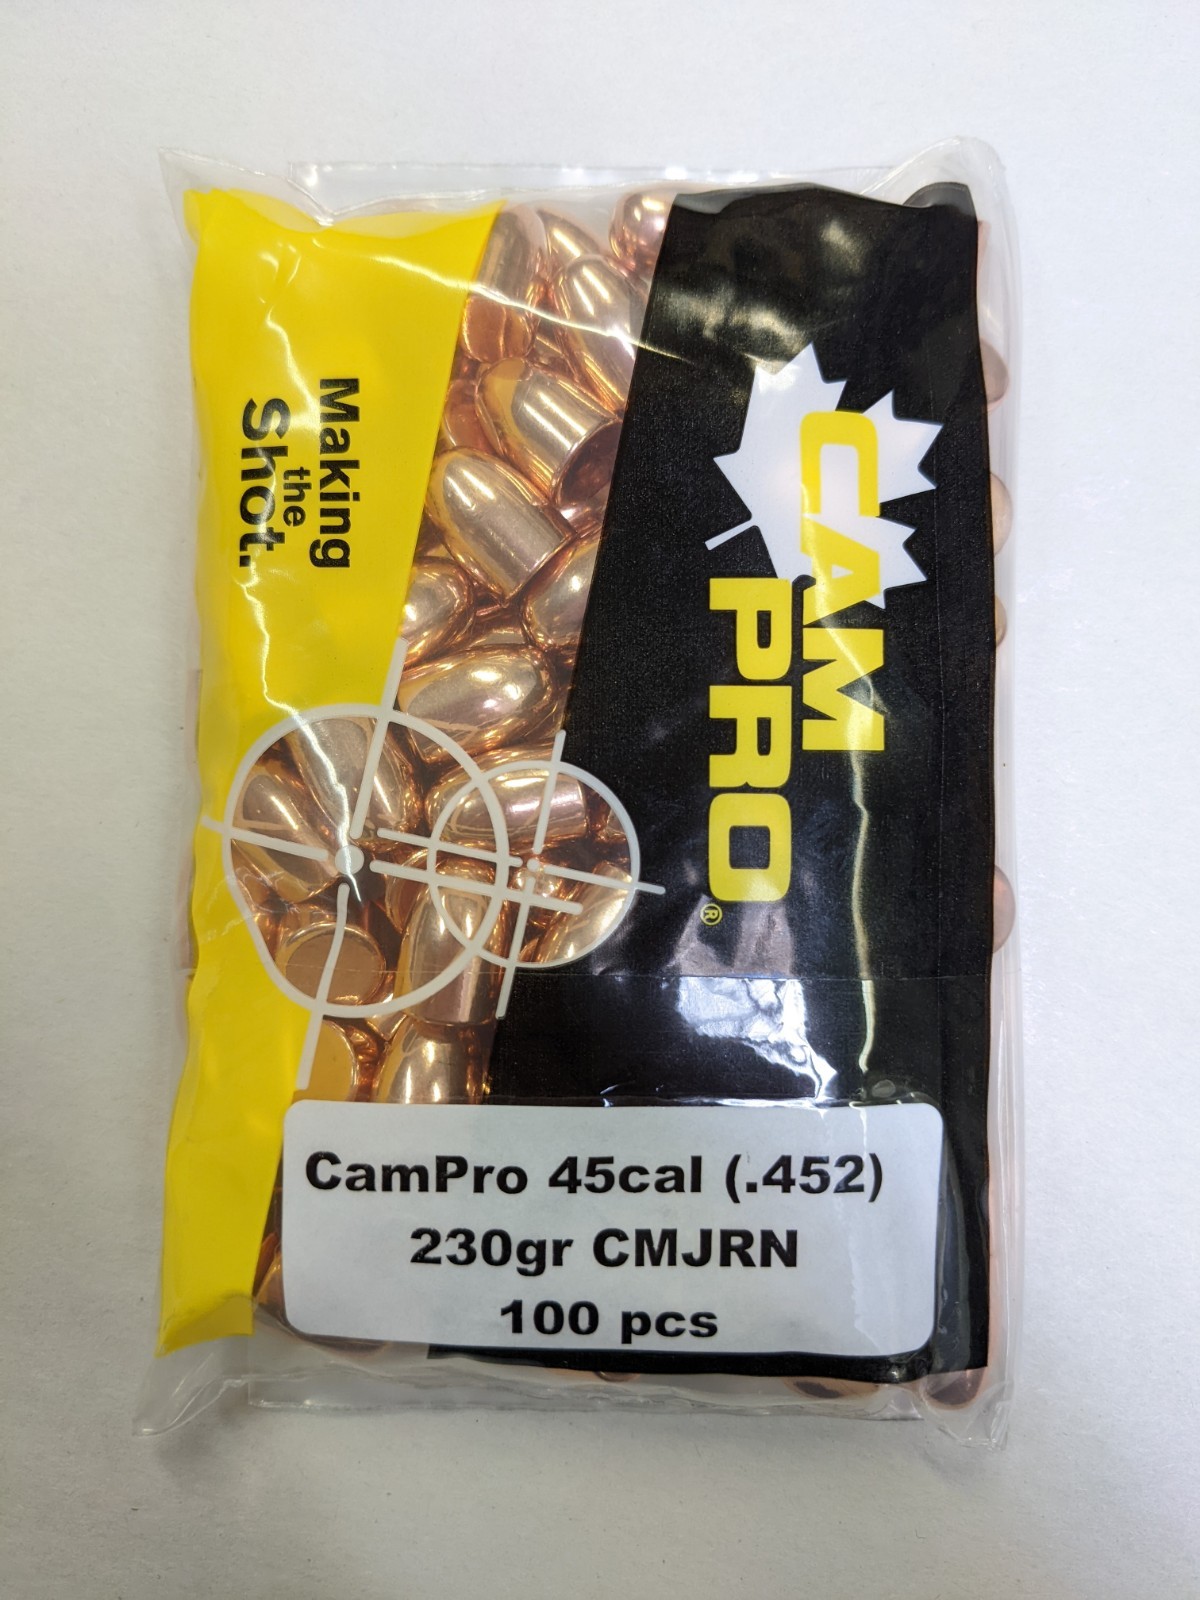 Making
the
Shot.
CAM
PRO®
CamPro 45cal (.452)
230gr CMJRN
100 pcs